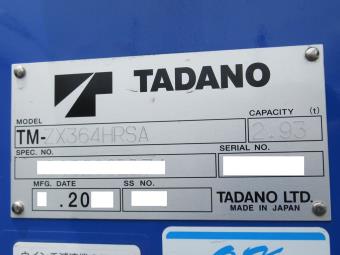 TADANO
MODEL
TM-ZX364HRSA
CAPACITY (t)
2.93
SPEC. NO.
SERIAL NO.
MFG. DATE
.20
SS NO.
TADANO LTD.
MADE IN JAPAN